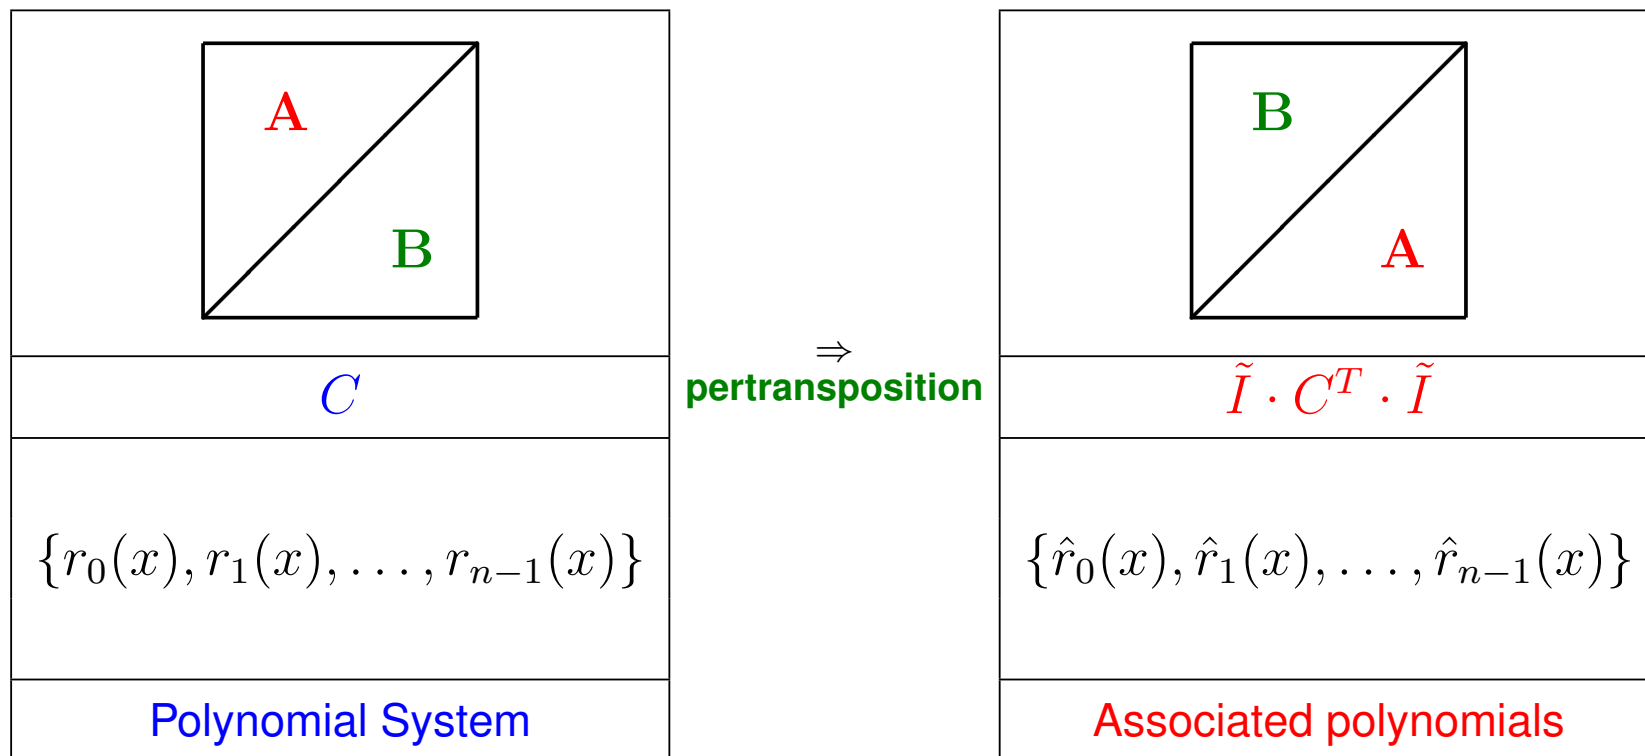 A
B
C
{r_0(x), r_1(x), . . . , r_{n−1}(x)}
Polynomial System
⇒
pertransposition
B
A
Ĩ · C^T · Ĩ
{r̂_0(x), r̂_1(x), . . . , r̂_{n−1}(x)}
Associated polynomials